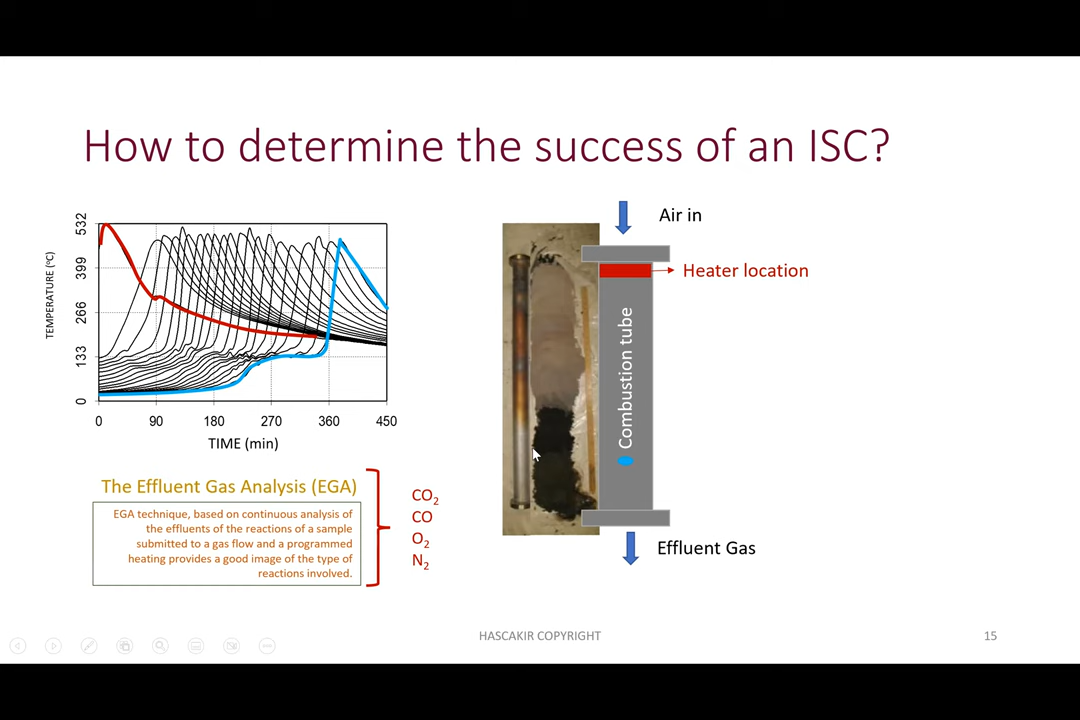 How to determine the success of an ISC?
TEMPERATURE (°C)
532
399
266
133
0
0 90 180 270 360 450
TIME (min)
The Effluent Gas Analysis (EGA)
EGA technique, based on continuous analysis of
the effluents of the reactions of a sample
submitted to a gas flow and a programmed
heating provides a good image of the type of
reactions involved.
CO₂
CO
O₂
N₂
Air in
Heater location
Combustion tube
Effluent Gas
HASCAKIR COPYRIGHT
15